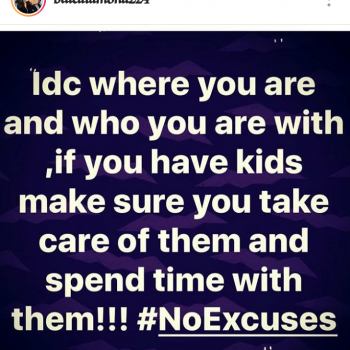 Idc where you are
and who you are with
,if you have kids
make sure you take
care of them and
spend time with
them!!! #NoExcuses